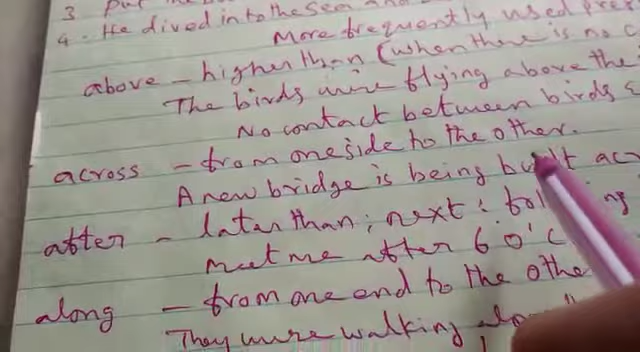 3 Put the
4. He dived into the sea and
More frequently used
above - higher than (when there is no
The birds were flying above the
No contact between birds &
across - from one side to the other.
A new bridge is being built
after - later than; next;
meet me after 6 O'C
along - from one end to the othe
They were walking